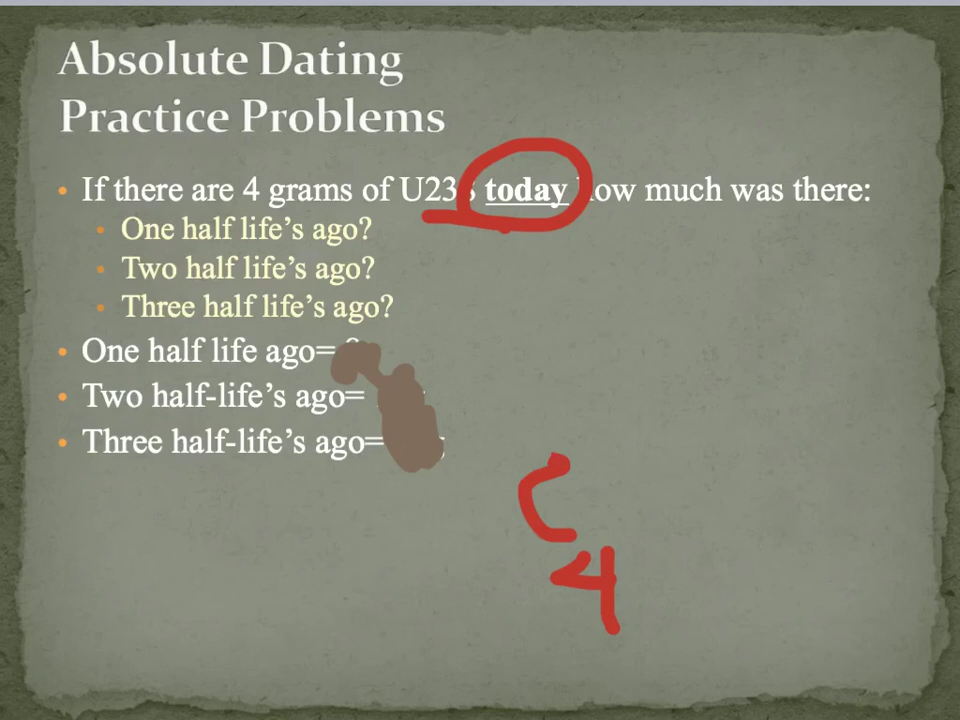 Absolute Dating
Practice Problems
• If there are 4 grams of U23 today how much was there:
• One half life’s ago?
• Two half life’s ago?
• Three half life’s ago?
• One half life ago=
• Two half-life’s ago=
• Three half-life’s ago=
4